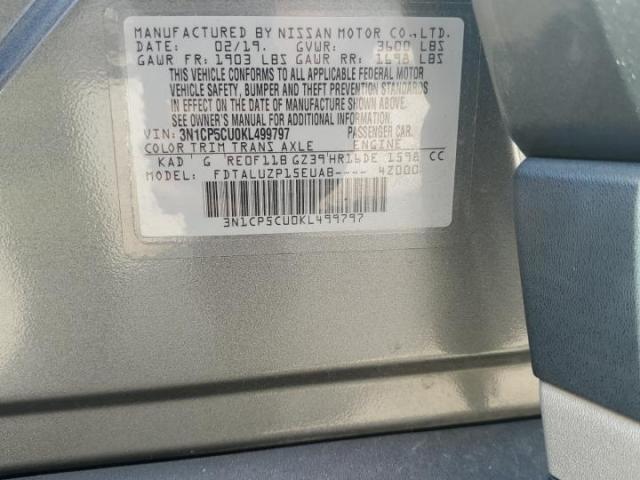 MANUFACTURED BY NISSAN MOTOR CO.,LTD.
DATE: 02/19. GVWR: 3600 LBS
GAWR FR: 1903 LBS GAWR RR: 1698 LBS
THIS VEHICLE CONFORMS TO ALL APPLICABLE FEDERAL MOTOR
VEHICLE SAFETY, BUMPER AND THEFT PREVENTION STANDARDS
IN EFFECT ON THE DATE OF MANUFACTURE SHOWN ABOVE.
SEE OWNER'S MANUAL FOR ADDITIONAL INFORMATION.
VIN: 3N1CP5CU0KL499797 PASSENGER CAR.
COLOR TRIM TRANS AXLE ENGINE
KAD G RE0F11B GZ39 HR16DE 1598 CC
MODEL: FDTALUZP15EUAB---- 4Z000
3N1CP5CU0KL499797